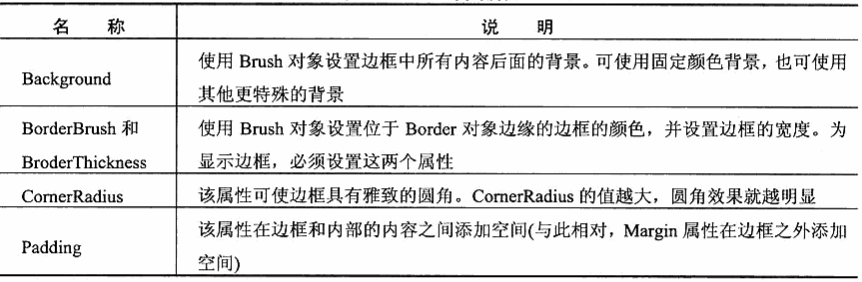 名 称 说 明
Background
使用 Brush 对象设置边框中所有内容后面的背景。可使用固定颜色背景，也可使用
其他更特殊的背景
BorderBrush 和
BroderThickness
使用 Brush 对象设置位于 Border 对象边缘的边框的颜色，并设置边框的宽度。为
显示边框，必须设置这两个属性
CornerRadius
该属性可使边框具有雅致的圆角。CornerRadius 的值越大，圆角效果就越明显
Padding
该属性在边框和内部的内容之间添加空间(与此相对，Margin 属性在边框之外添加
空间)